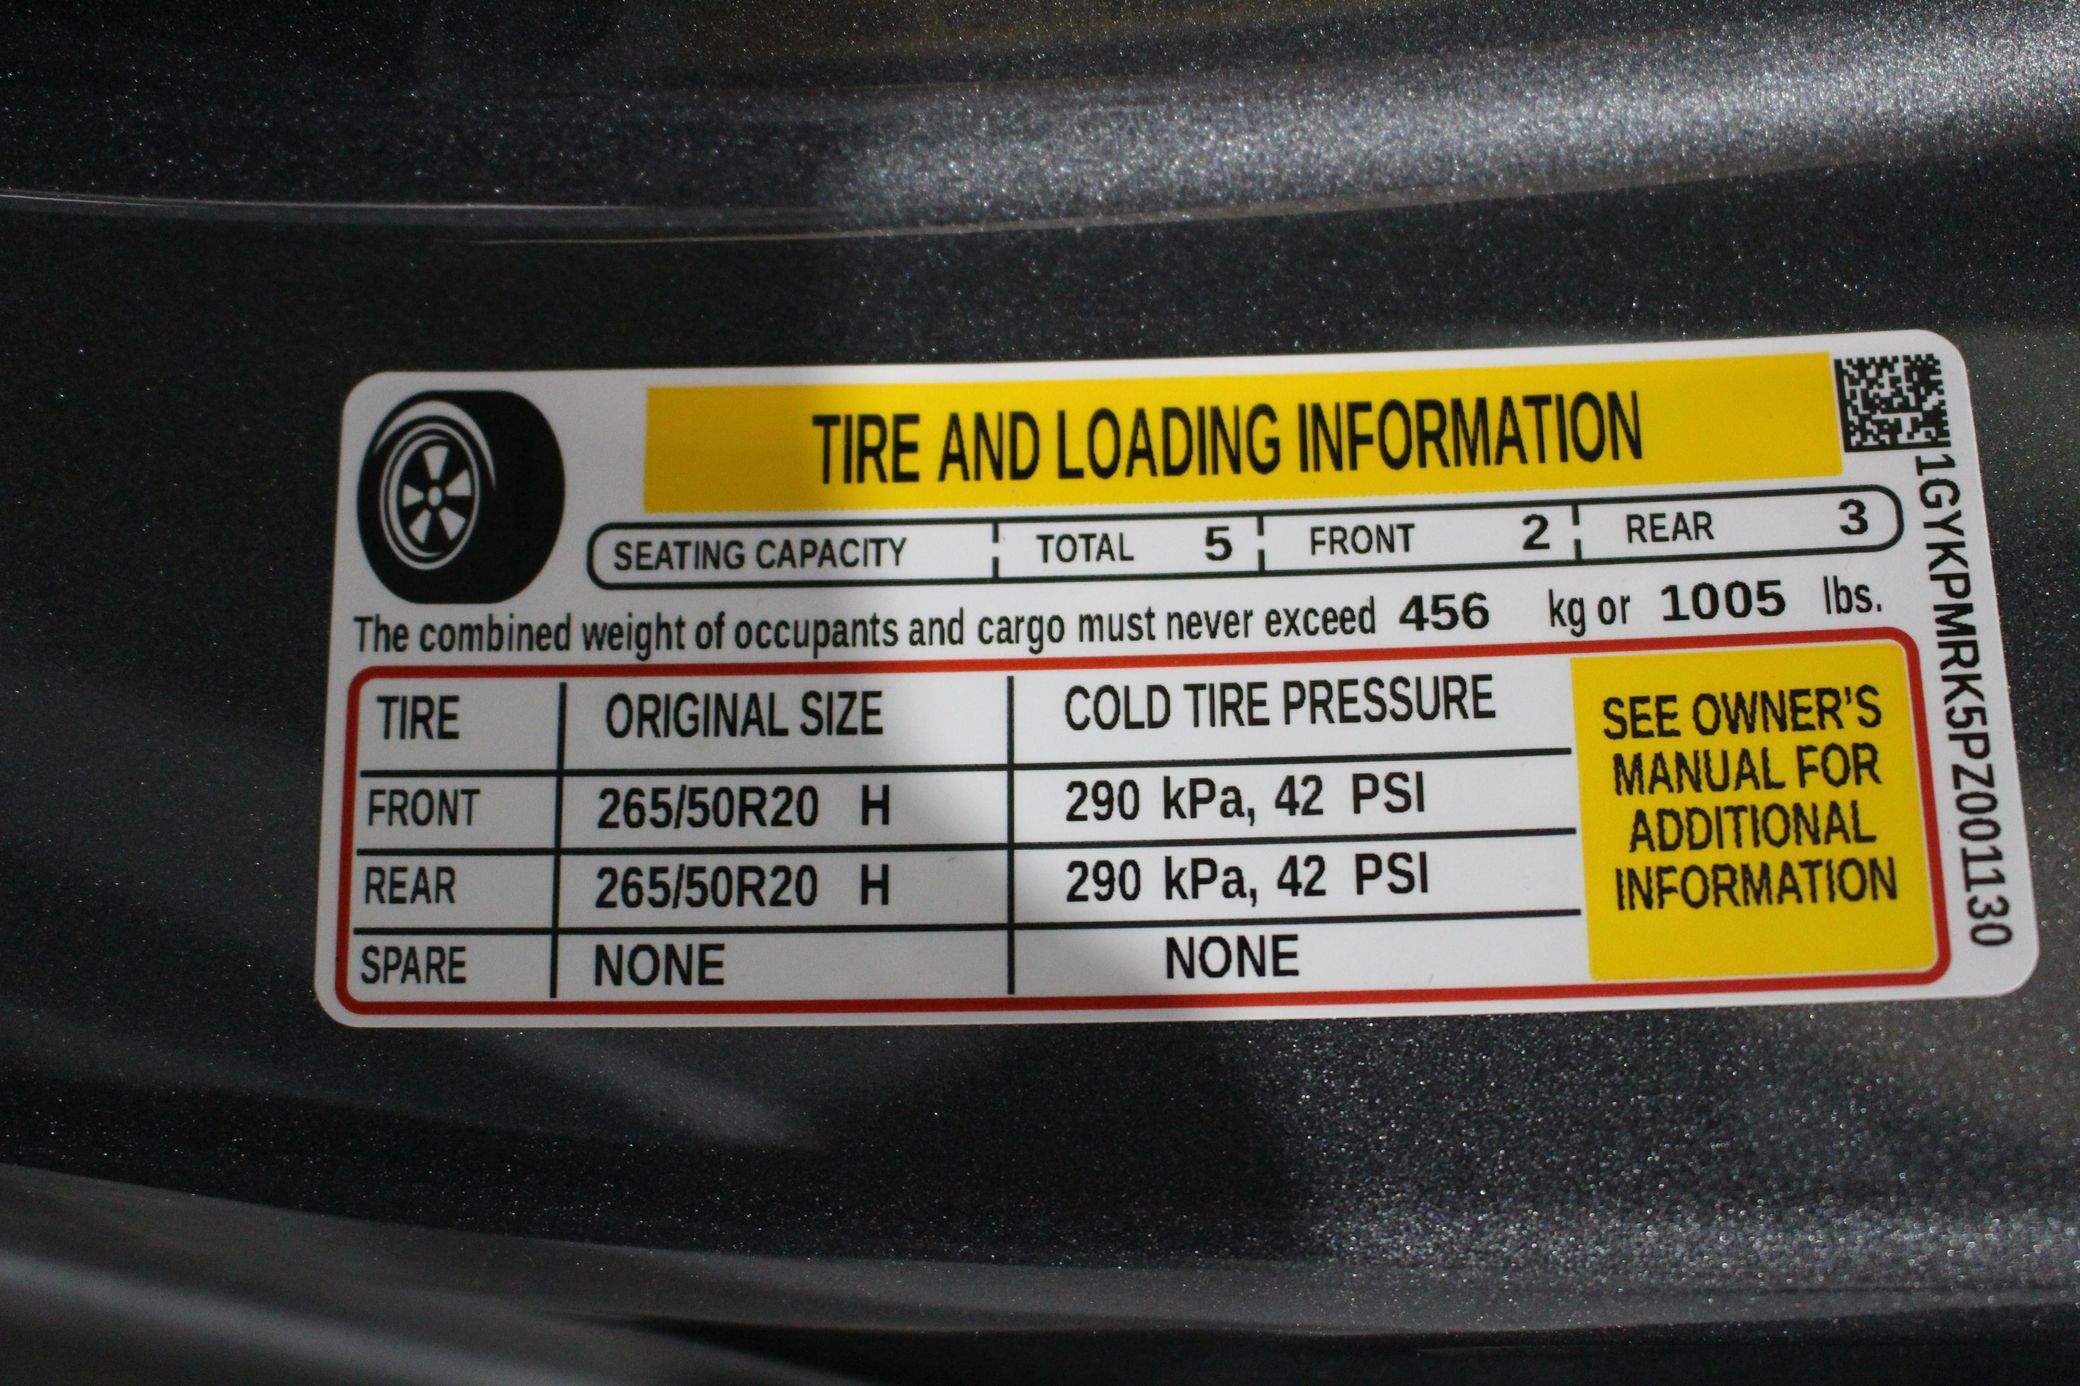 TIRE AND LOADING INFORMATION
SEATING CAPACITY TOTAL 5 FRONT 2 REAR 3
The combined weight of occupants and cargo must never exceed 456 kg or 1005 lbs.
TIRE ORIGINAL SIZE COLD TIRE PRESSURE
FRONT 265/50R20 H 290 kPa, 42 PSI
REAR 265/50R20 H 290 kPa, 42 PSI
SPARE NONE NONE
SEE OWNER'S
MANUAL FOR
ADDITIONAL
INFORMATION
1GYKPMRK5PZ001130